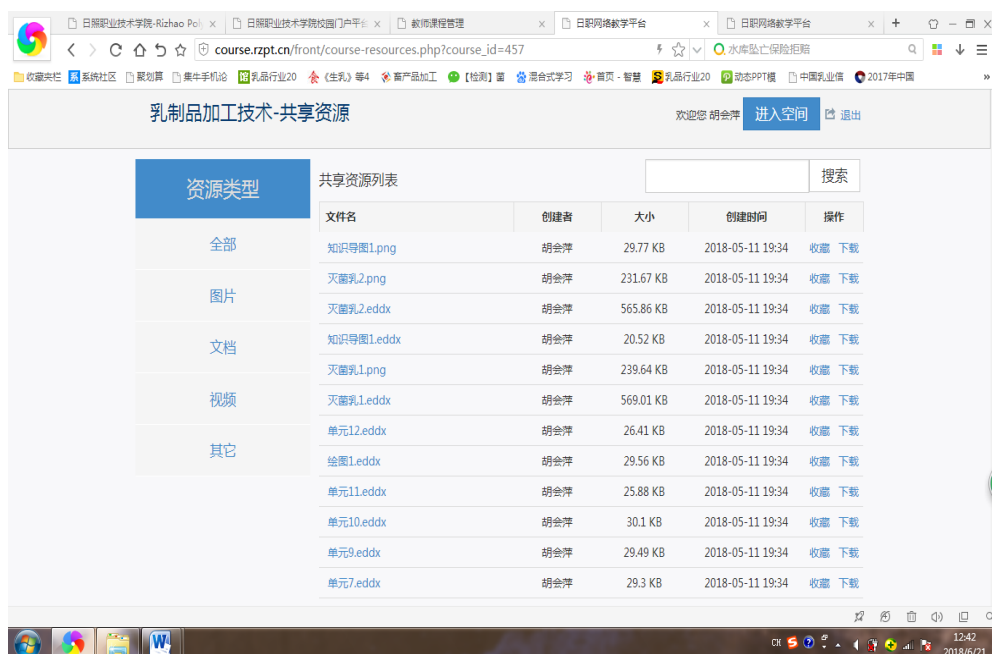 日照职业技术学院-Rizhao Pol × 日照职业技术学院校园门户平台 × 教师课程管理 × 日职网络教学平台 × 日职网络教学平台 × +
course.rzpt.cn/front/course-resources.php?course_id=457 水库坠亡保险拒赔
收藏夹栏 系统社区 聚划算 集牛手机论 乳品行业20 《生乳》等4 畜产品加工 【检测】菌 混合式学习 首页 - 智慧 乳品行业20 动态PPT模 中国乳业信 2017年中国 »
乳制品加工技术-共享资源 欢迎您 胡会萍 进入空间 退出
资源类型
全部
图片
文档
视频
其它
共享资源列表 搜索
文件名 创建者 大小 创建时间 操作
知识导图1.png 胡会萍 29.77 KB 2018-05-11 19:34 收藏 下载
灭菌乳2.png 胡会萍 231.67 KB 2018-05-11 19:34 收藏 下载
灭菌乳2.eddx 胡会萍 565.86 KB 2018-05-11 19:34 收藏 下载
知识导图1.eddx 胡会萍 20.52 KB 2018-05-11 19:34 收藏 下载
灭菌乳1.png 胡会萍 239.64 KB 2018-05-11 19:34 收藏 下载
灭菌乳1.eddx 胡会萍 569.01 KB 2018-05-11 19:34 收藏 下载
单元12.eddx 胡会萍 26.41 KB 2018-05-11 19:34 收藏 下载
绘图1.eddx 胡会萍 29.56 KB 2018-05-11 19:34 收藏 下载
单元11.eddx 胡会萍 25.88 KB 2018-05-11 19:34 收藏 下载
单元10.eddx 胡会萍 30.1 KB 2018-05-11 19:34 收藏 下载
单元9.eddx 胡会萍 29.49 KB 2018-05-11 19:34 收藏 下载
单元7.eddx 胡会萍 29.3 KB 2018-05-11 19:34 收藏 下载
CH 12:42
2018/6/21